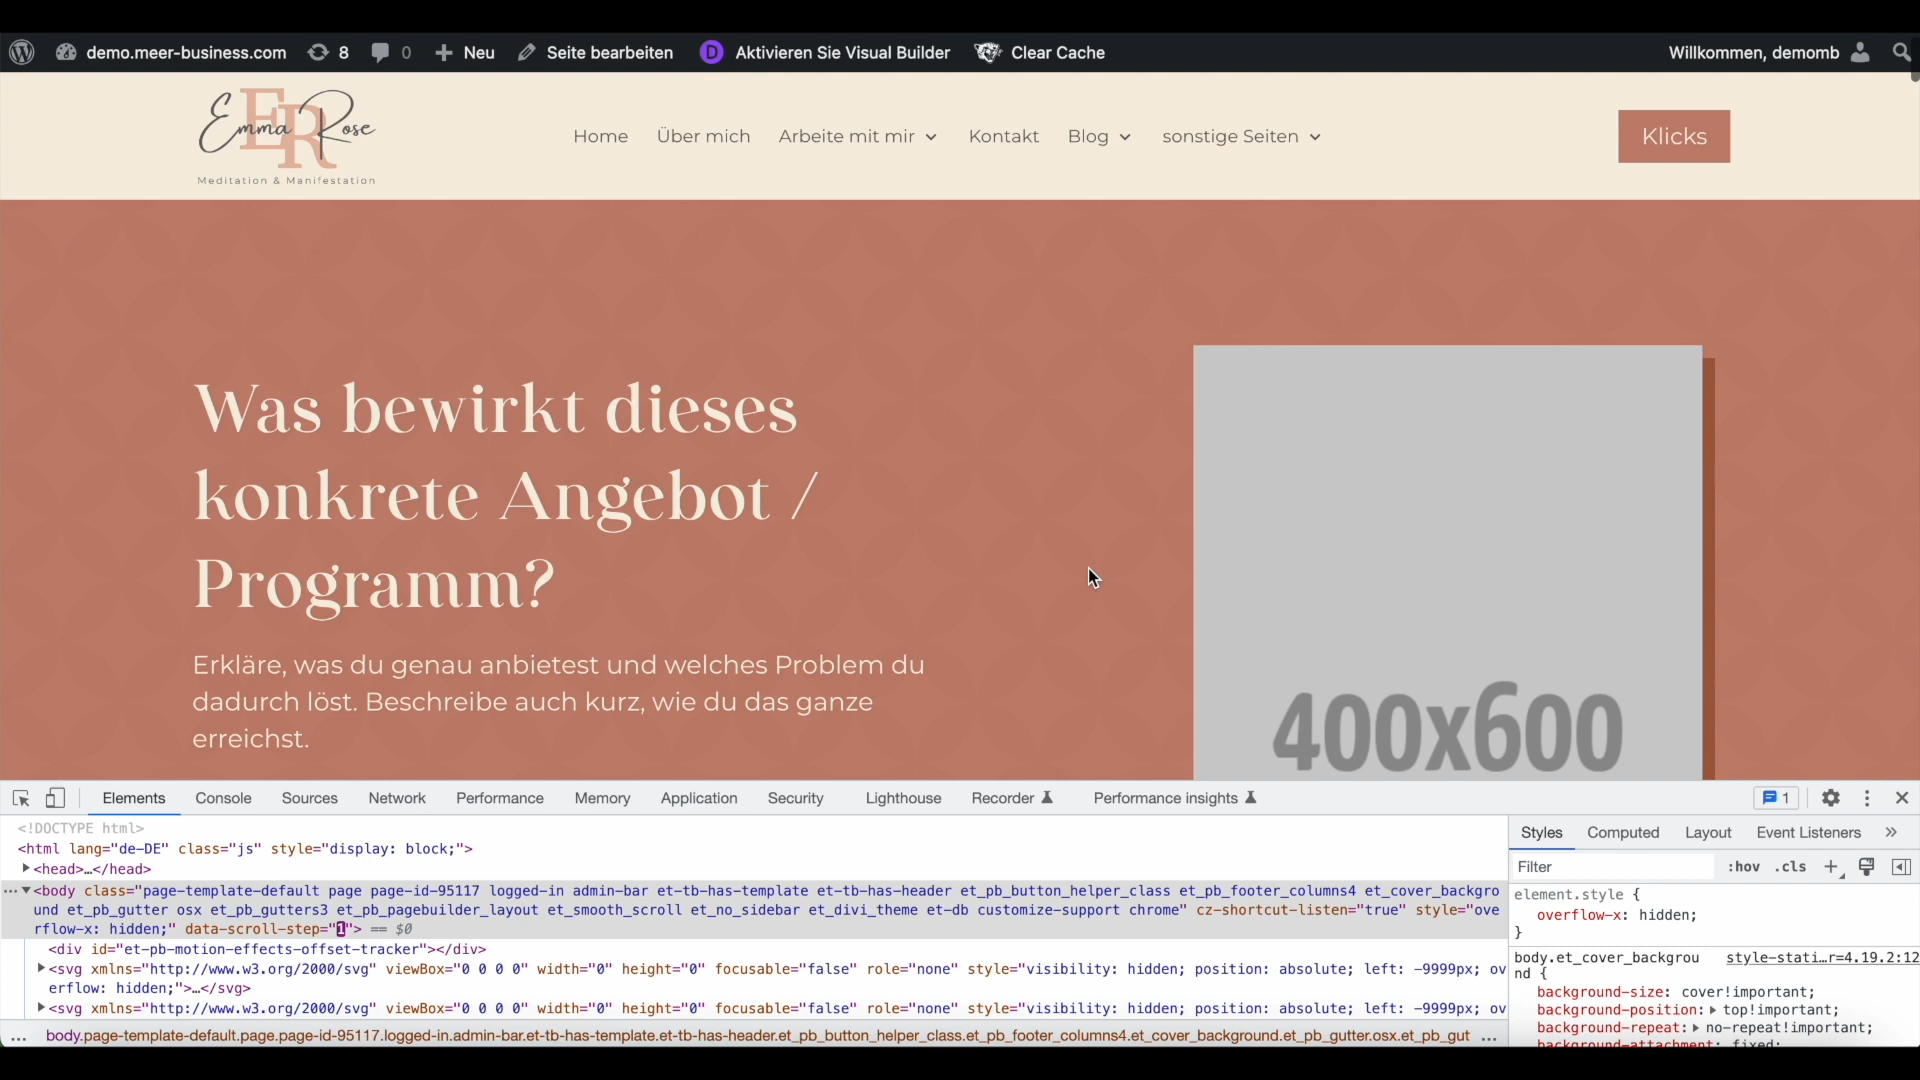 demo.meer-business.com 8 0 Neu Seite bearbeiten Aktivieren Sie Visual Builder Clear Cache Willkommen, demomb
ER
Emma Rose
Meditation & Manifestation
Home Über mich Arbeite mit mir Kontakt Blog sonstige Seiten Klicks
Was bewirkt dieses
konkrete Angebot /
Programm?
Erkläre, was du genau anbietest und welches Problem du
dadurch löst. Beschreibe auch kurz, wie du das ganze
erreichst.
400x600
Elements Console Sources Network Performance Memory Application Security Lighthouse Recorder Performance insights 1
<!DOCTYPE html>
<html lang="de-DE" class="js" style="display: block;">
<head>…</head>
<body class="page-template-default page page-id-95117 logged-in admin-bar et-tb-has-template et-tb-has-header et_pb_button_helper_class et_pb_footer_columns4 et_cover_backgro
und et_pb_gutter osx et_pb_gutters3 et_pb_pagebuilder_layout et_smooth_scroll et_no_sidebar et_divi_theme et-db customize-support chrome" cz-shortcut-listen="true" style="ove
rflow-x: hidden;" data-scroll-step="1"> == $0
<div id="et-pb-motion-effects-offset-tracker"></div>
<svg xmlns="http://www.w3.org/2000/svg" viewBox="0 0 0 0" width="0" height="0" focusable="false" role="none" style="visibility: hidden; position: absolute; left: -9999px; ov
erflow: hidden;">…</svg>
<svg xmlns="http://www.w3.org/2000/svg" viewBox="0 0 0 0" width="0" height="0" focusable="false" role="none" style="visibility: hidden; position: absolute; left: -9999px; ov
... body.page-template-default.page.page-id-95117.logged-in.admin-bar.et-tb-has-template.et-tb-has-header.et_pb_button_helper_class.et_pb_footer_columns4.et_cover_background.et_pb_gutter.osx.et_pb_gut ...
Styles Computed Layout Event Listeners »
Filter :hov .cls +
element.style {
overflow-x: hidden;
}
body.et_cover_backgrou style-stati…r=4.19.2:12
nd {
background-size: cover!important;
background-position: top!important;
background-repeat: no-repeat!important;
background-attachment: fixed;